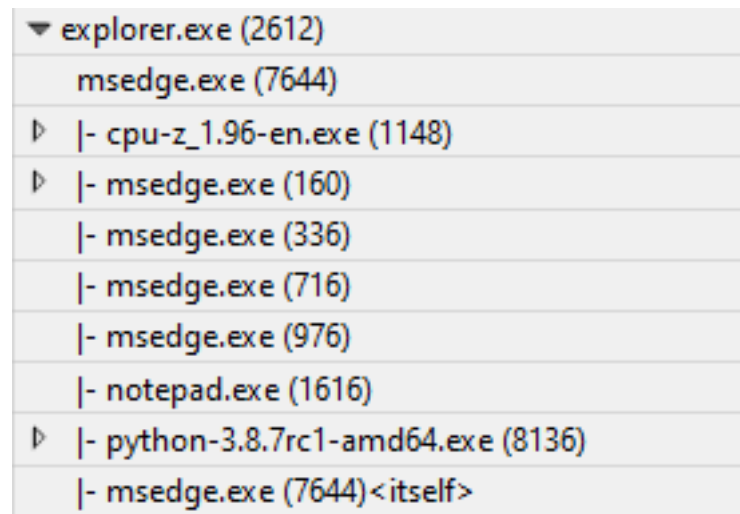 explorer.exe (2612)
msedge.exe (7644)
|- cpu-z_1.96-en.exe (1148)
|- msedge.exe (160)
|- msedge.exe (336)
|- msedge.exe (716)
|- msedge.exe (976)
|- notepad.exe (1616)
|- python-3.8.7rc1-amd64.exe (8136)
|- msedge.exe (7644)<itself>